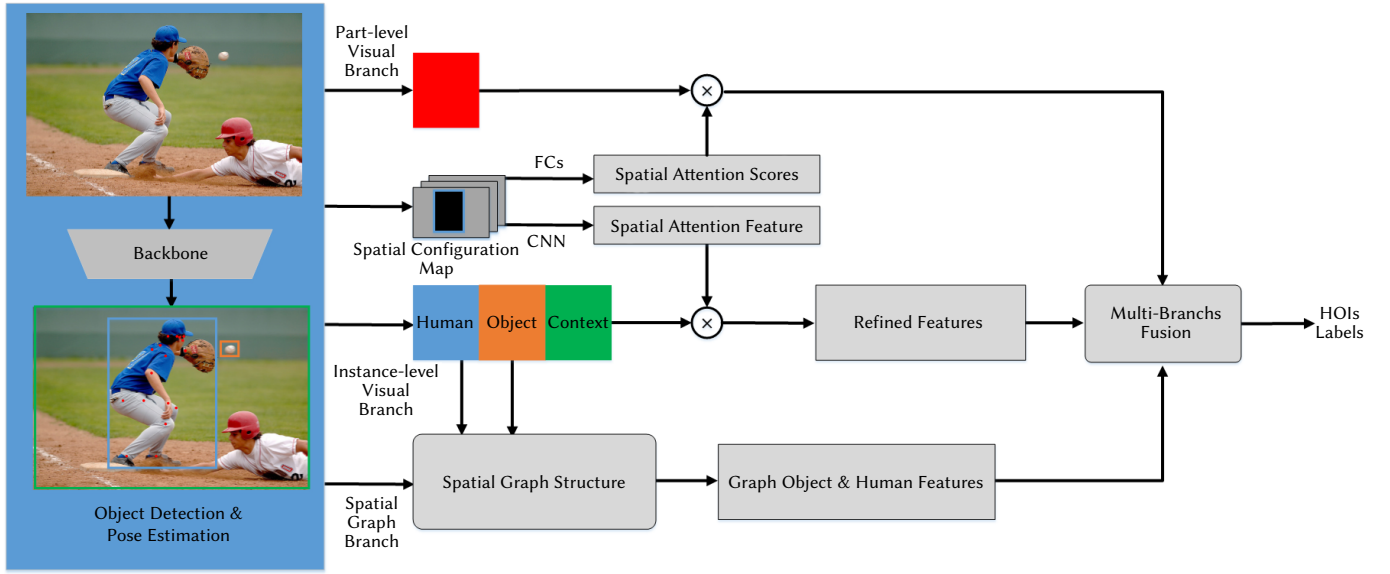 Part-level
Visual
Branch
FCs
Spatial Attention Scores
Spatial Attention Feature
CNN
Spatial Configuration
Map
Backbone
Human
Object
Context
Refined Features
Multi-Branchs
Fusion
HOIs
Labels
Instance-level
Visual
Branch
Spatial Graph Structure
Graph Object & Human Features
Spatial
Graph
Branch
Object Detection &
Pose Estimation